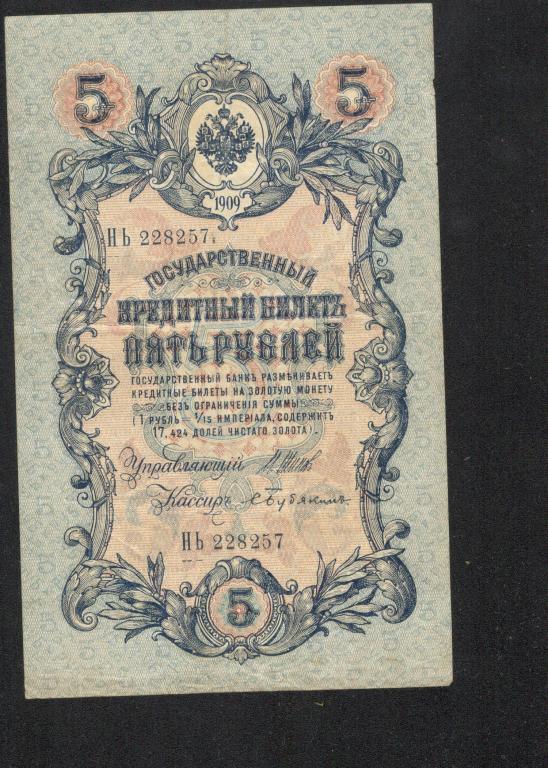 5 5
1909
НЬ 228257
ГОСУДАРСТВЕННЫЙ
КРЕДИТНЫЙ БИЛЕТЪ
ПЯТЬ РУБЛЕЙ
ГОСУДАРСТВЕННЫЙ БАНКЪ РАЗМѢНИВАЕТЪ
КРЕДИТНЫЕ БИЛЕТЫ НА ЗОЛОТУЮ МОНЕТУ
БЕЗЪ ОГРАНИЧЕНІЯ СУММЫ
(1 РУБЛЬ = 1/15 ИМПЕРІАЛА, СОДЕРЖИТЪ
17,424 ДОЛЕЙ ЧИСТАГО ЗОЛОТА).
Управляющій
Кассиръ
НЬ 228257
5